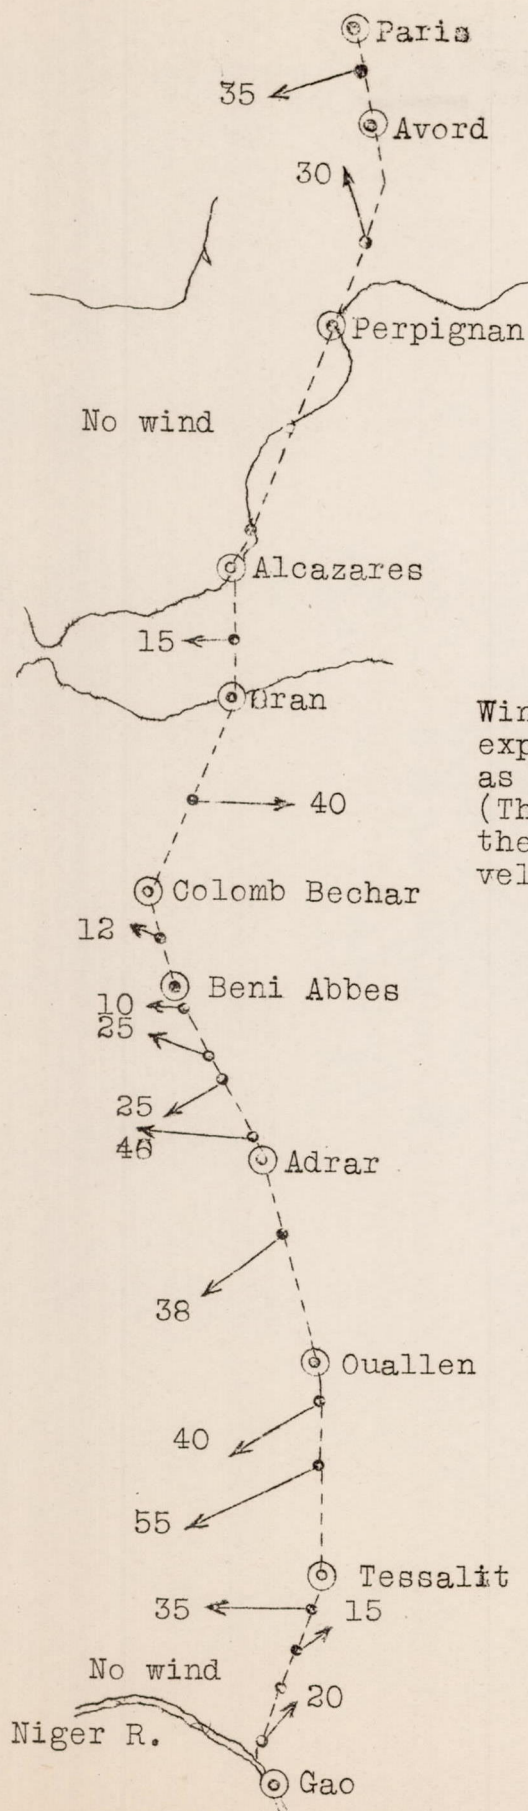 Paris
35
Avord
30
Perpignan
No wind
Alcazares
15
Oran
40
Colomb Bechar
12
Beni Abbes
10
25
25
46
Adrar
38
Ouallen
40
55
Tessalit
35
15
No wind
20
Niger R.
Gao
exp
as
(Th
the
vel